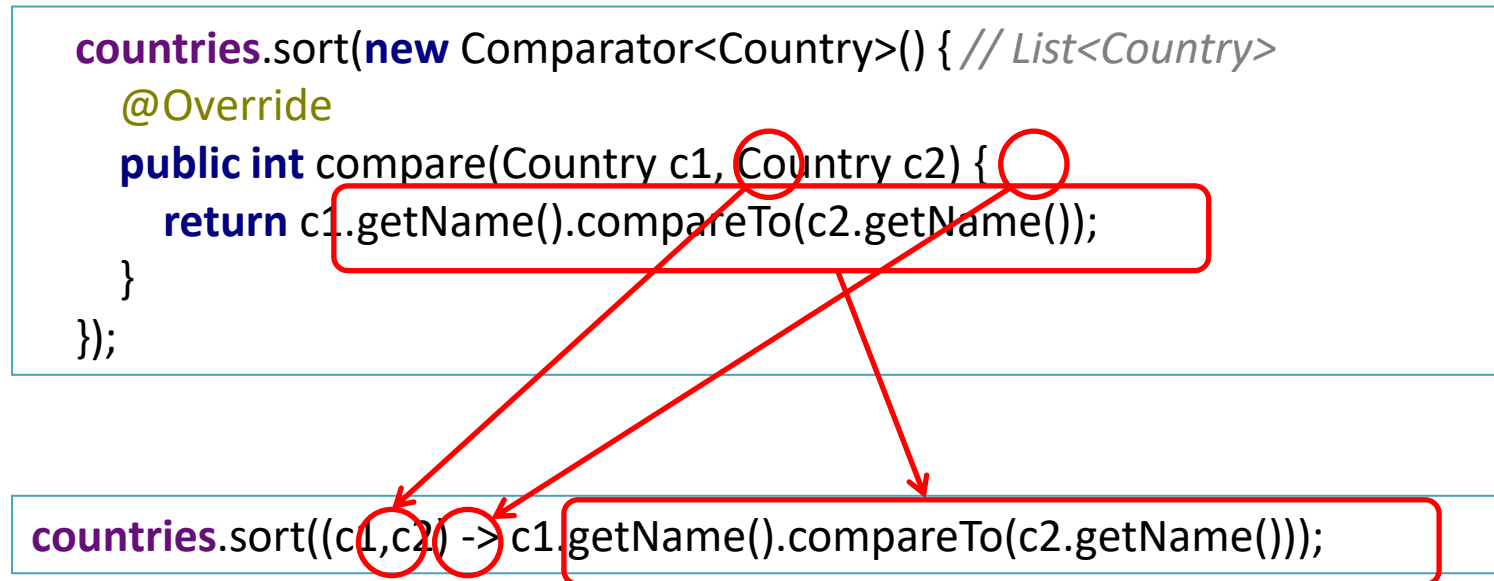 countries.sort(new Comparator<Country>() { // List<Country>
@Override
public int compare(Country c1, Country c2) {
return c1.getName().compareTo(c2.getName());
}
});
countries.sort((c1,c2) -> c1.getName().compareTo(c2.getName()));